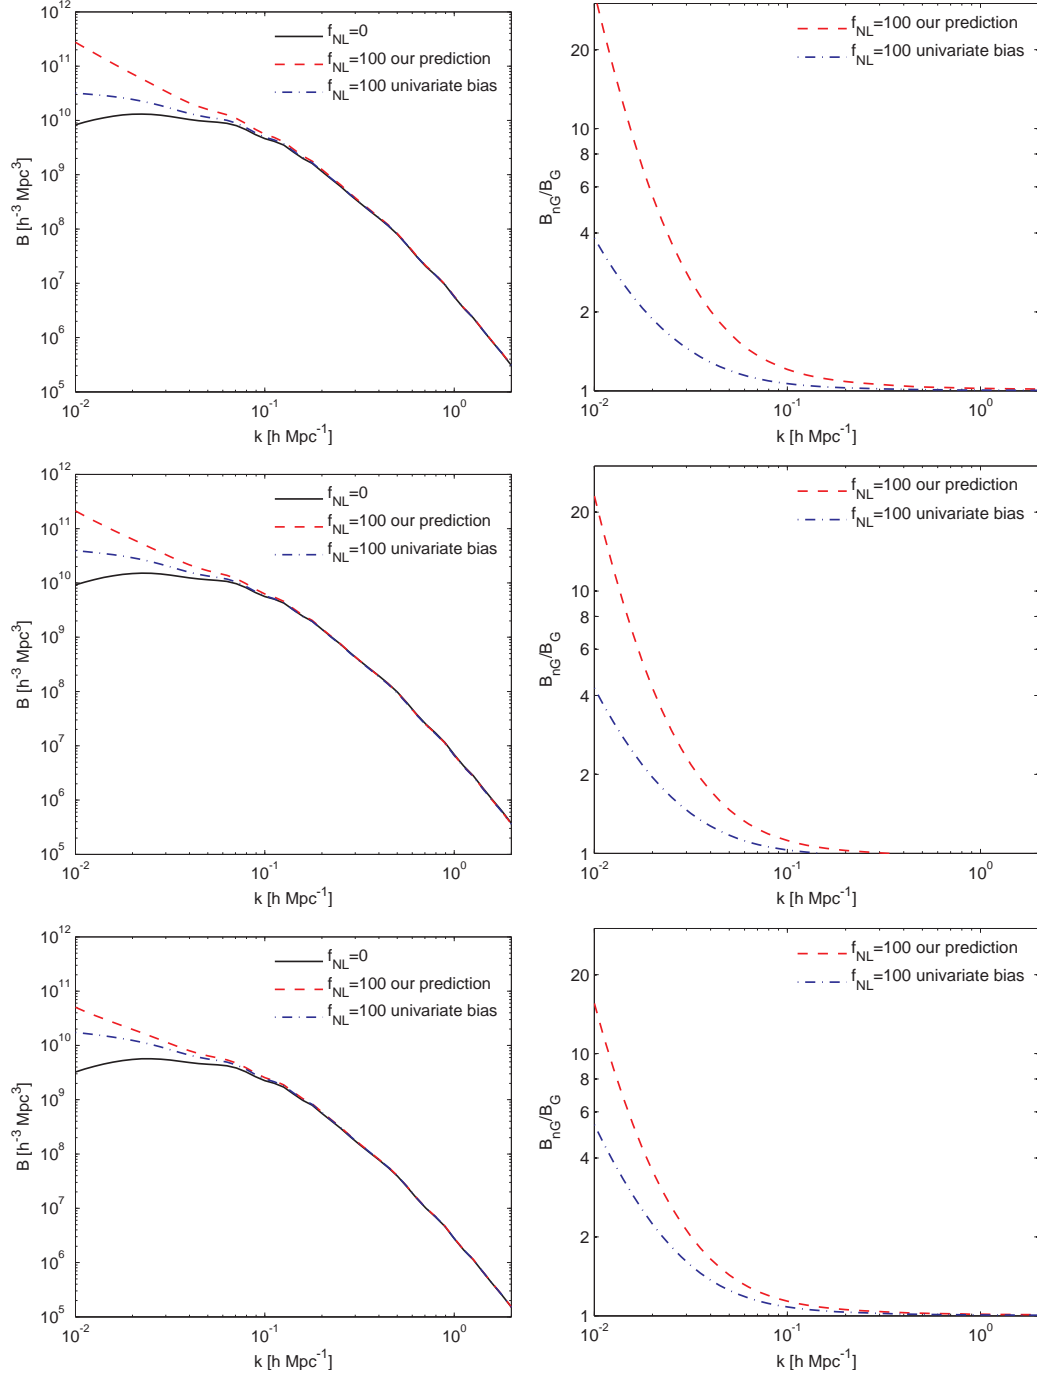 10^12
10^11
10^10
10^9
10^8
10^7
10^6
10^5
B [h^-3 Mpc^3]
f_NL=0
f_NL=100 our prediction
f_NL=100 univariate bias
10^-2
10^-1
10^0
k [h Mpc^-1]
20
10
8
6
4
2
1
B_nG/B_G
f_NL=100 our prediction
f_NL=100 univariate bias
10^-2
10^-1
10^0
k [h Mpc^-1]
10^12
10^11
10^10
10^9
10^8
10^7
10^6
10^5
B [h^-3 Mpc^3]
f_NL=0
f_NL=100 our prediction
f_NL=100 univariate bias
10^-2
10^-1
10^0
k [h Mpc^-1]
20
10
8
6
4
2
1
B_nG/B_G
f_NL=100 our prediction
f_NL=100 univariate bias
10^-2
10^-1
10^0
k [h Mpc^-1]
10^12
10^11
10^10
10^9
10^8
10^7
10^6
10^5
B [h^-3 Mpc^3]
f_NL=0
f_NL=100 our prediction
f_NL=100 univariate bias
10^-2
10^-1
10^0
k [h Mpc^-1]
20
10
8
6
4
2
1
B_nG/B_G
f_NL=100 our prediction
f_NL=100 univariate bias
10^-2
10^-1
10^0
k [h Mpc^-1]